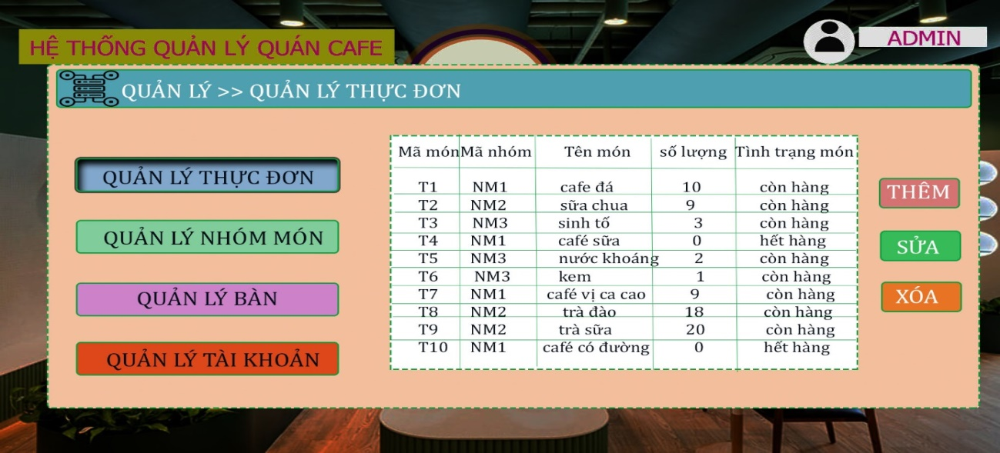 HỆ THỐNG QUẢN LÝ QUÁN CAFE
ADMIN
QUẢN LÝ >> QUẢN LÝ THỰC ĐƠN
QUẢN LÝ THỰC ĐƠN
QUẢN LÝ NHÓM MÓN
QUẢN LÝ BÀN
QUẢN LÝ TÀI KHOẢN
Mã món Mã nhóm Tên món số lượng Tình trạng món
T1 NM1 cafe đá 10 còn hàng
T2 NM2 sữa chua 9 còn hàng
T3 NM3 sinh tố 3 còn hàng
T4 NM1 café sữa 0 hết hàng
T5 NM3 nước khoáng 2 còn hàng
T6 NM3 kem 1 còn hàng
T7 NM1 café vị ca cao 9 còn hàng
T8 NM2 trà đào 18 còn hàng
T9 NM2 trà sữa 20 còn hàng
T10 NM1 café có đường 0 hết hàng
THÊM
SỬA
XÓA